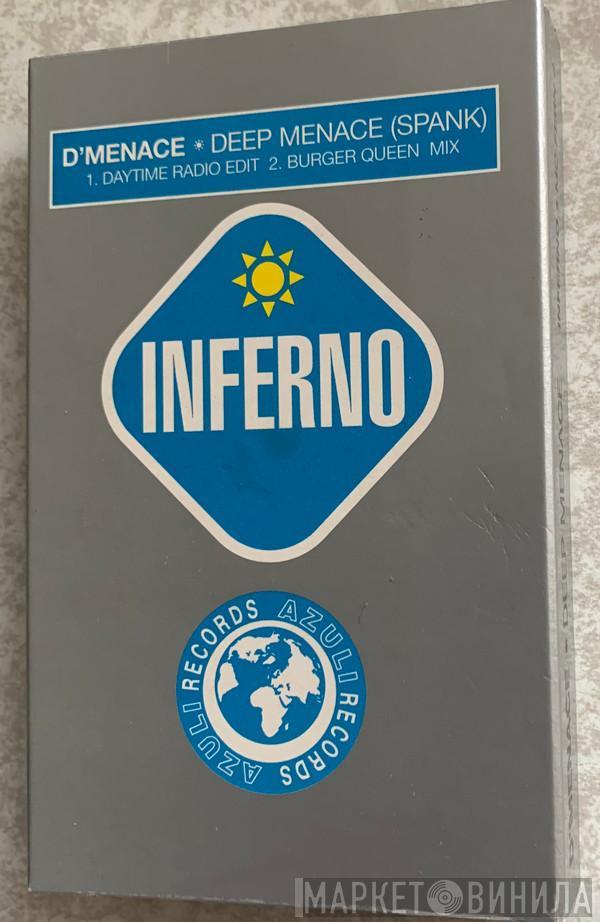 D'MENACE ☀ DEEP MENACE (SPANK)
1. DAYTIME RADIO EDIT 2. BURGER QUEEN MIX
INFERNO
AZULI RECORDS AZULI RECORDS
D'MENACE ☀ DEEP MENACE
МАРКЕТ ВИНИЛА